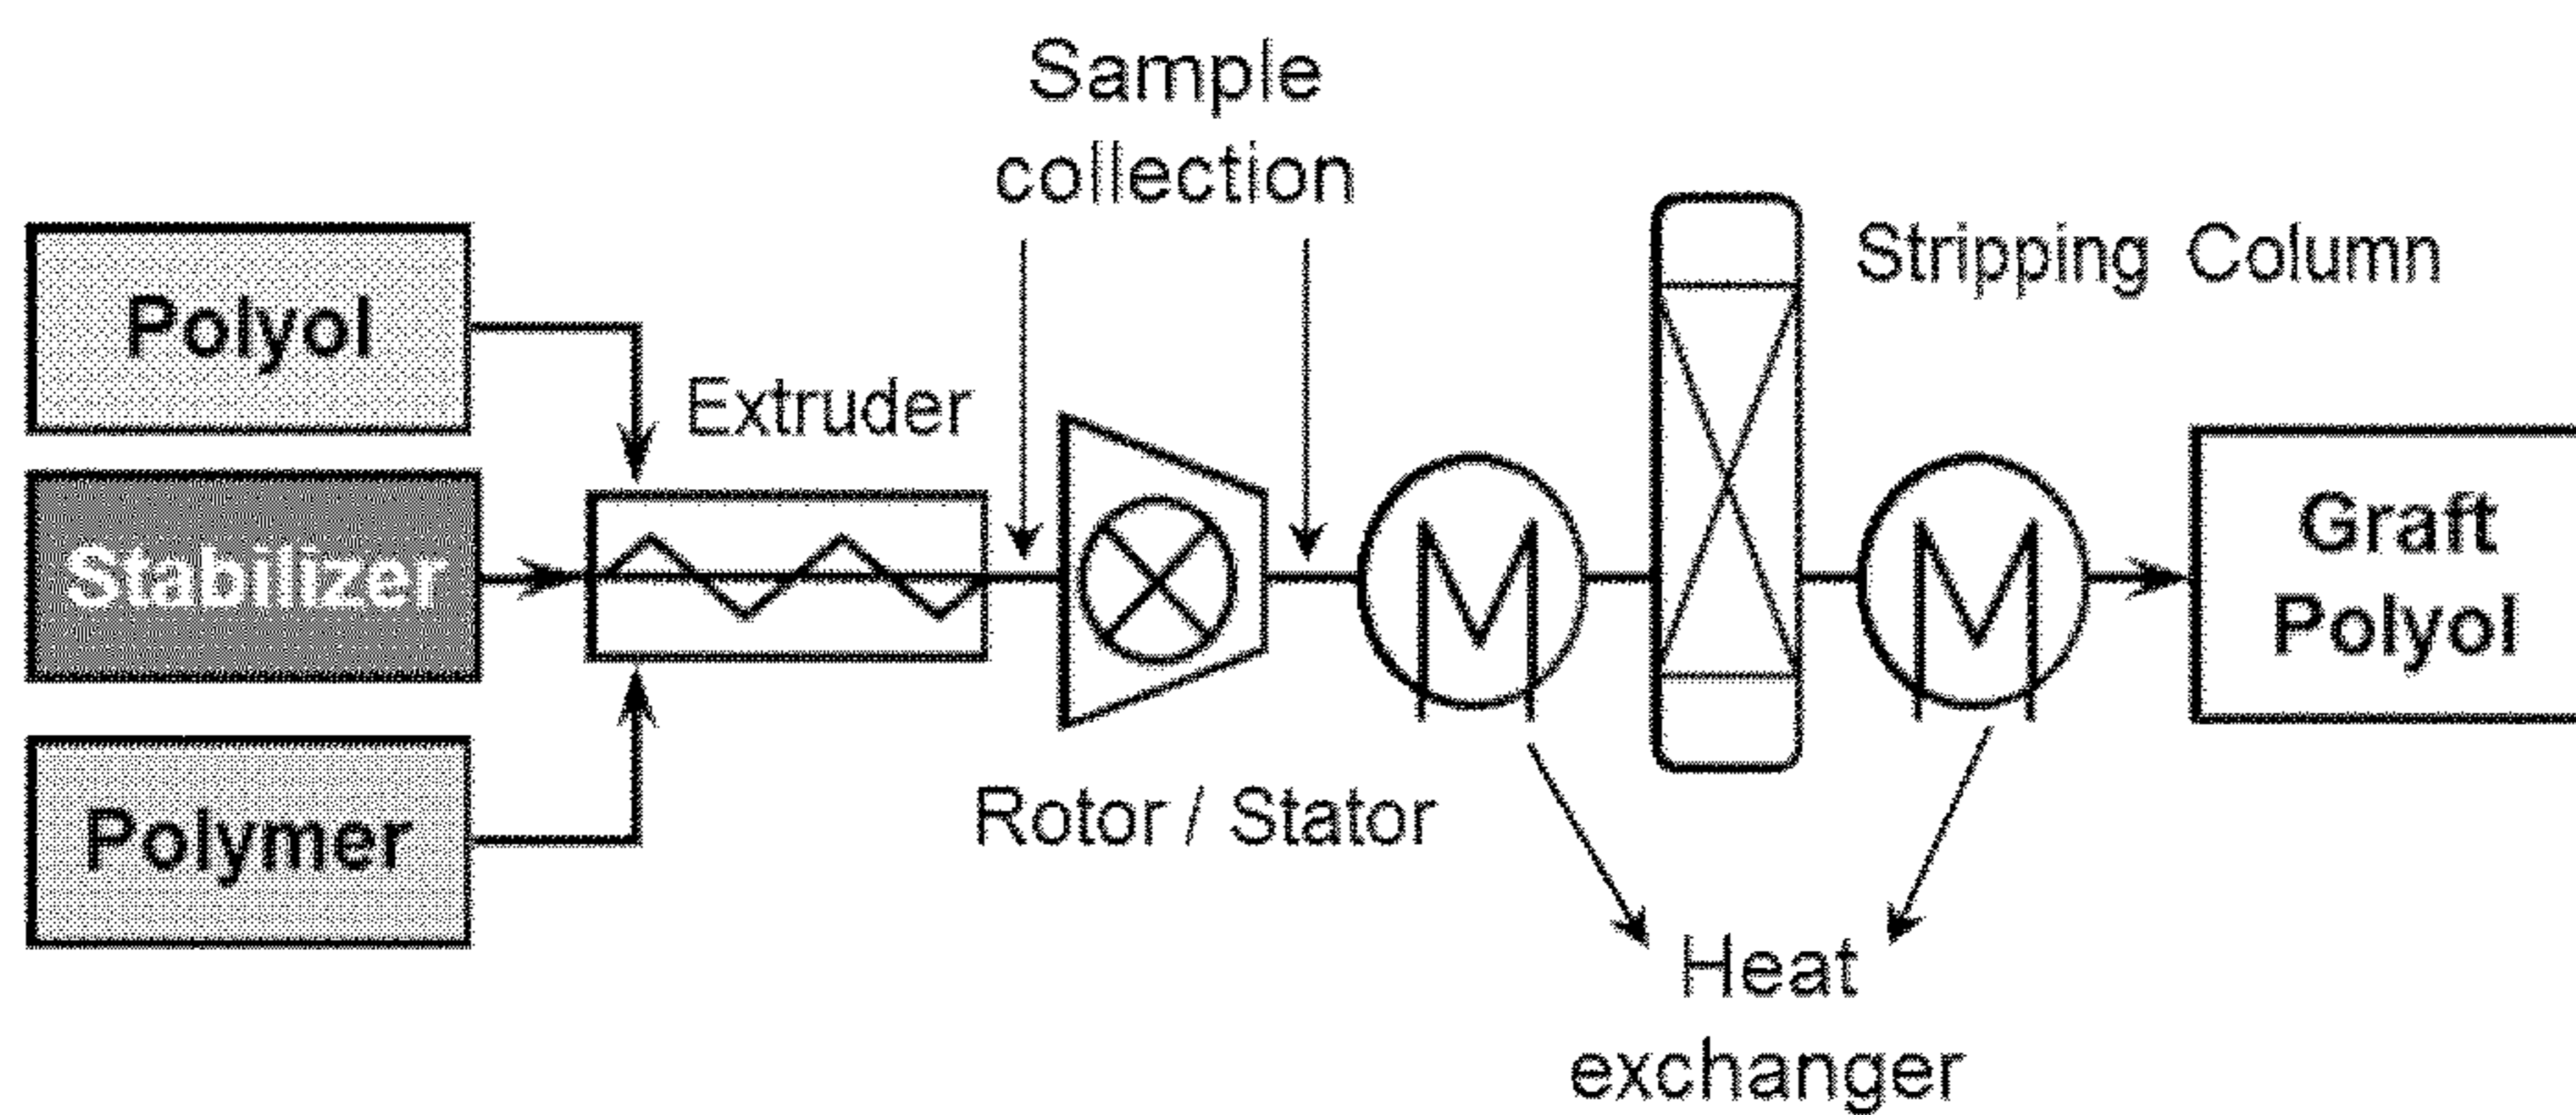 Sample
collection
Polyol
Stripping Column
Extruder
Stabilizer
Graft
Polyol
Polymer
Rotor / Stator
Heat
exchanger